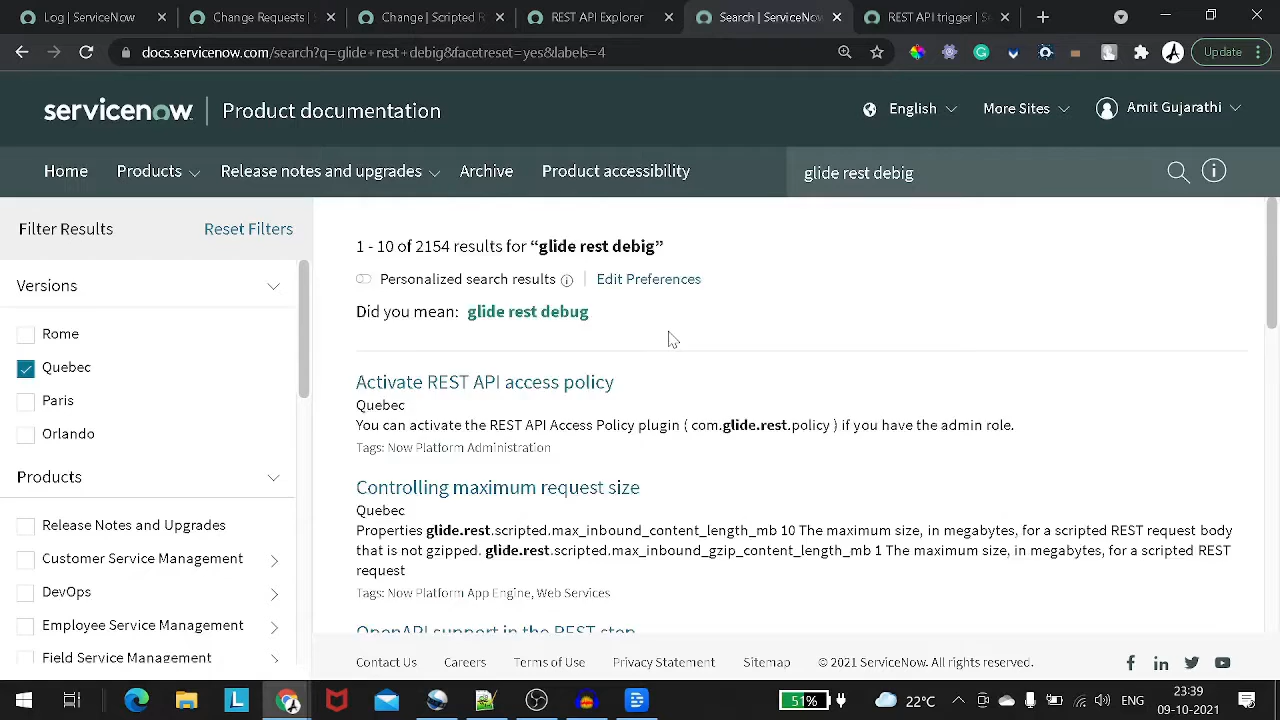 Log | ServiceNow
Change Requests |
Change | Scripted R
REST API Explorer
Search | ServiceNow
REST API trigger | S
docs.servicenow.com/search?q=glide+rest+debig&facetreset=yes&labels=4
Update
servicenow
Product documentation
English
More Sites
Amit Gujarathi
Home
Products
Release notes and upgrades
Archive
Product accessibility
glide rest debig
Filter Results
Reset Filters
Versions
Rome
Quebec
Paris
Orlando
Products
Release Notes and Upgrades
Customer Service Management
DevOps
Employee Service Management
Field Service Management
1 - 10 of 2154 results for “glide rest debig”
Personalized search results
Edit Preferences
Did you mean: glide rest debug
Activate REST API access policy
Quebec
You can activate the REST API Access Policy plugin ( com.glide.rest.policy ) if you have the admin role.
Tags: Now Platform Administration
Controlling maximum request size
Quebec
Properties glide.rest.scripted.max_inbound_content_length_mb 10 The maximum size, in megabytes, for a scripted REST request body
that is not gzipped. glide.rest.scripted.max_inbound_gzip_content_length_mb 1 The maximum size, in megabytes, for a scripted REST
request
Tags: Now Platform App Engine, Web Services
OpenAPI support in the REST step
Contact Us
Careers
Terms of Use
Privacy Statement
Sitemap
© 2021 ServiceNow. All rights reserved.
51%
22°C
ENG
23:39
09-10-2021